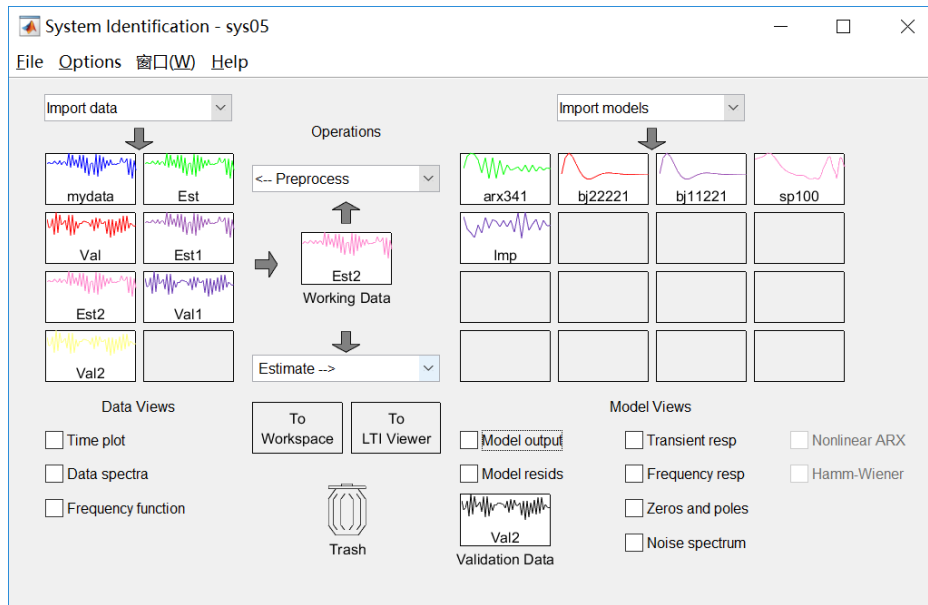 System Identification - sys05
File Options 窗口(W) Help
Import data
Import models
Operations
mydata Est
<-- Preprocess
arx341 bj22221 bj11221 sp100
Val Est1
Est2
Working Data
Imp
Est2 Val1
Val2
Estimate -->
Data Views
Model Views
Time plot
Data spectra
Frequency function
To Workspace
To LTI Viewer
Trash
Model output
Model resids
Val2
Validation Data
Transient resp
Frequency resp
Zeros and poles
Noise spectrum
Nonlinear ARX
Hamm-Wiener